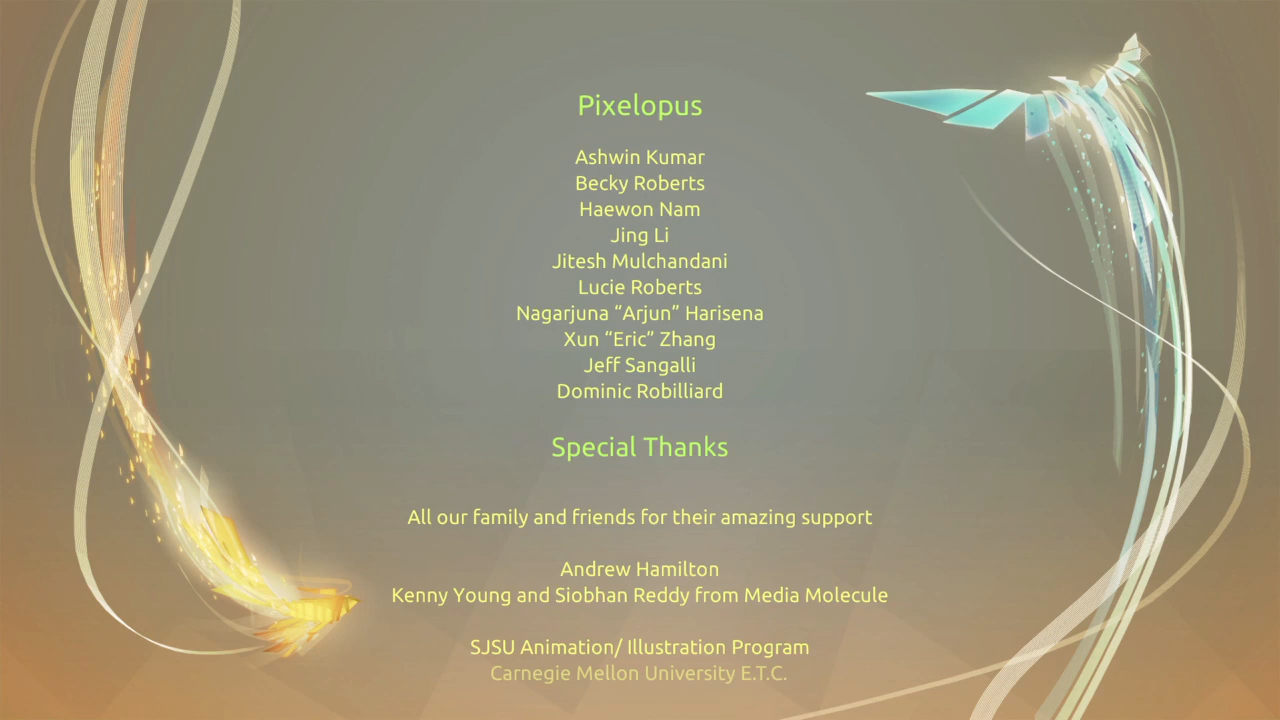 Pixelopus
Ashwin Kumar
Becky Roberts
Haewon Nam
Jing Li
Jitesh Mulchandani
Lucie Roberts
Nagarjuna “Arjun” Harisena
Xun “Eric” Zhang
Jeff Sangalli
Dominic Robilliard
Special Thanks
All our family and friends for their amazing support
Andrew Hamilton
Kenny Young and Siobhan Reddy from Media Molecule
SJSU Animation/ Illustration Program
Carnegie Mellon University E.T.C.